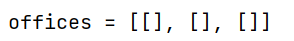 offices = [[], [], []]